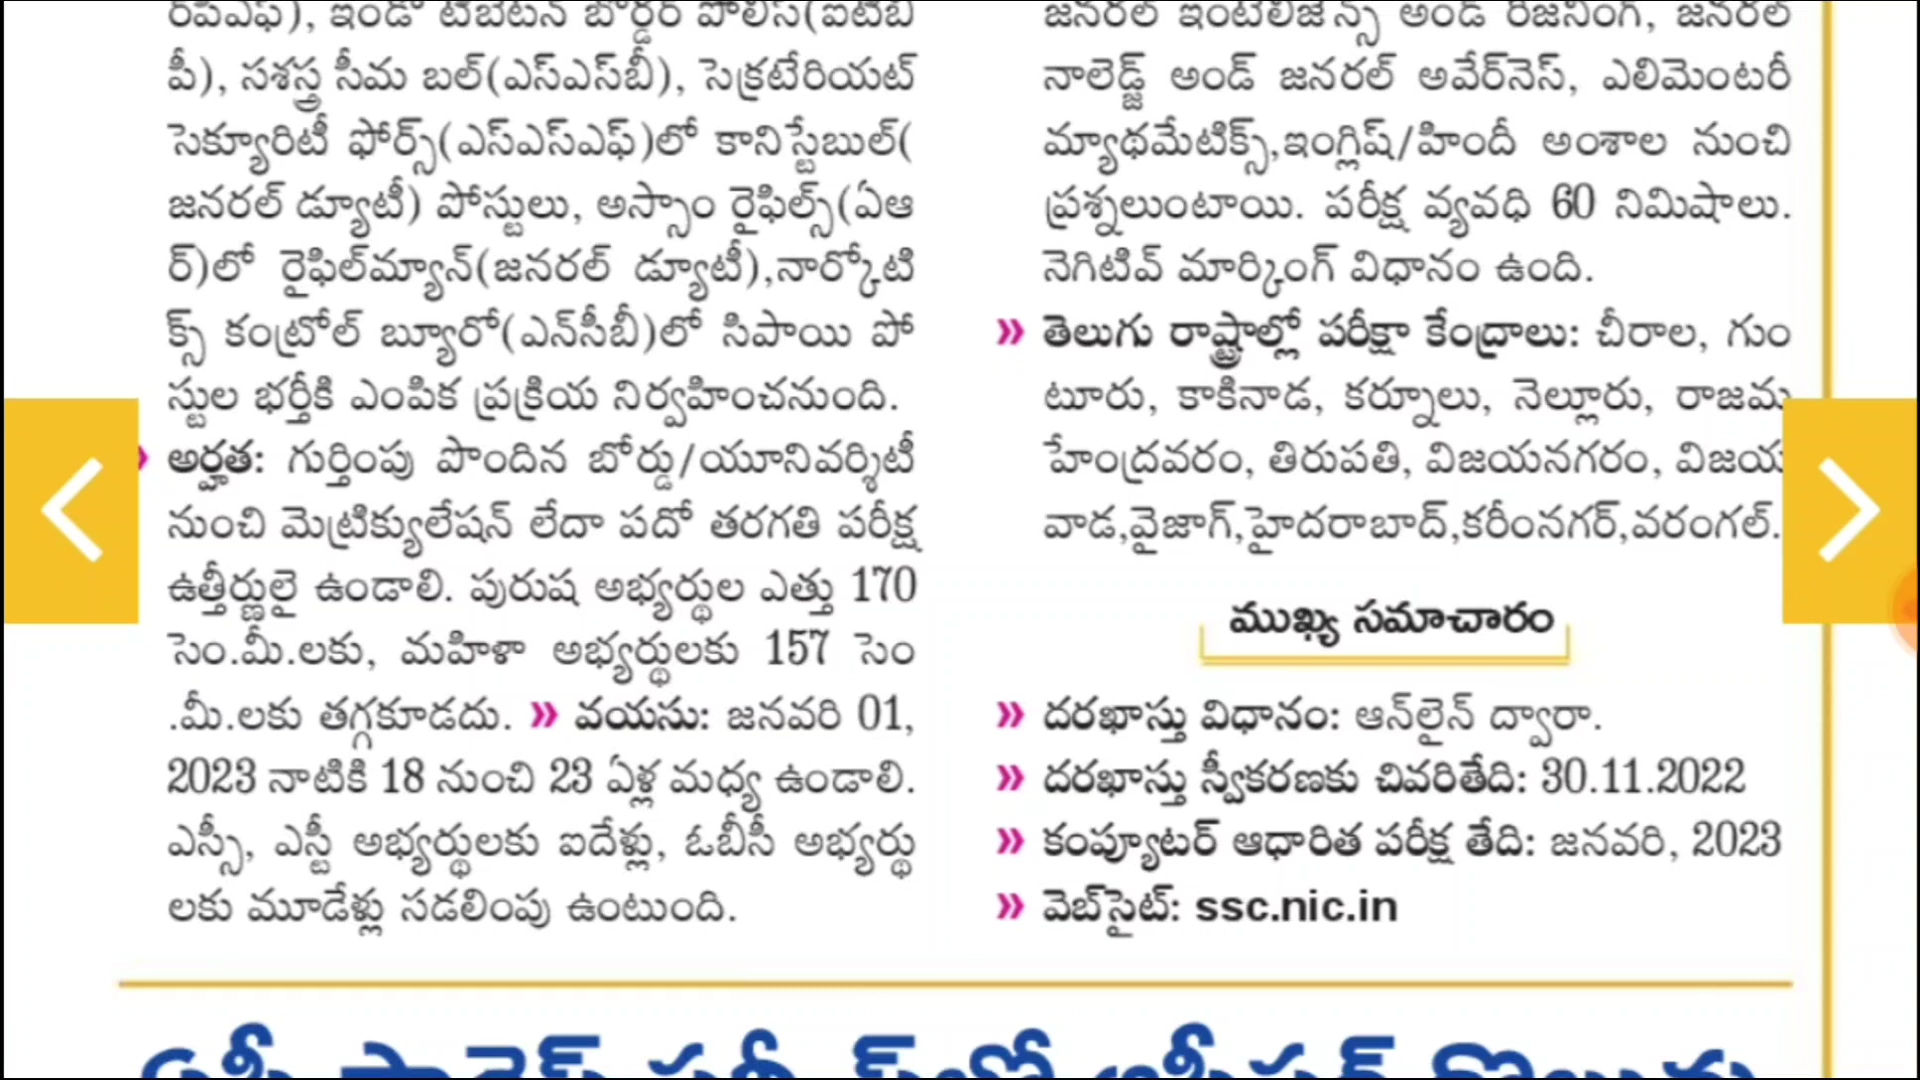 పీ), సశస్త్ర సీమ బల్(ఎస్ఎస్‌బీ), సెక్రటేరియట్
సెక్యూరిటీ ఫోర్స్(ఎస్ఎస్ఎఫ్)లో కానిస్టేబుల్(
జనరల్ డ్యూటీ) పోస్టులు, అస్సాం రైఫిల్స్(ఏఆ
ర్)లో రైఫిల్‌మ్యాన్(జనరల్ డ్యూటీ),నార్కోటి
క్స్ కంట్రోల్ బ్యూరో(ఎన్‌సీబీ)లో సిపాయి పో
స్టుల భర్తీకి ఎంపిక ప్రక్రియ నిర్వహించనుంది.
అర్హత: గుర్తింపు పొందిన బోర్డు/యూనివర్శిటీ
నుంచి మెట్రిక్యులేషన్ లేదా పదో తరగతి పరీక్ష
ఉత్తీర్ణులై ఉండాలి. పురుష అభ్యర్థుల ఎత్తు 170
సెం.మీ.లకు, మహిళా అభ్యర్థులకు 157 సెం
.మీ.లకు తగ్గకూడదు. » వయసు: జనవరి 01,
2023 నాటికి 18 నుంచి 23 ఏళ్ల మధ్య ఉండాలి.
ఎస్సీ, ఎస్టీ అభ్యర్థులకు ఐదేళ్లు, ఓబీసీ అభ్యర్థు
లకు మూడేళ్లు సడలింపు ఉంటుంది.
జనరల్ ఇంటెలిజెన్స్ అండ్ రీజనింగ్, జనరల్
నాలెడ్జ్ అండ్ జనరల్ అవేర్‌నెస్, ఎలిమెంటరీ
మ్యాథమేటిక్స్,ఇంగ్లిష్/హిందీ అంశాల నుంచి
ప్రశ్నలుంటాయి. పరీక్ష వ్యవధి 60 నిమిషాలు.
నెగిటివ్ మార్కింగ్ విధానం ఉంది.
» తెలుగు రాష్ట్రాల్లో పరీక్షా కేంద్రాలు: చీరాల, గుం
టూరు, కాకినాడ, కర్నూలు, నెల్లూరు, రాజమ
హేంద్రవరం, తిరుపతి, విజయనగరం, విజయ
వాడ,వైజాగ్,హైదరాబాద్,కరీంనగర్,వరంగల్.
ముఖ్య సమాచారం
» దరఖాస్తు విధానం: ఆన్‌లైన్ ద్వారా.
» దరఖాస్తు స్వీకరణకు చివరితేది: 30.11.2022
» కంప్యూటర్ ఆధారిత పరీక్ష తేది: జనవరి, 2023
» వెబ్‌సైట్: ssc.nic.in